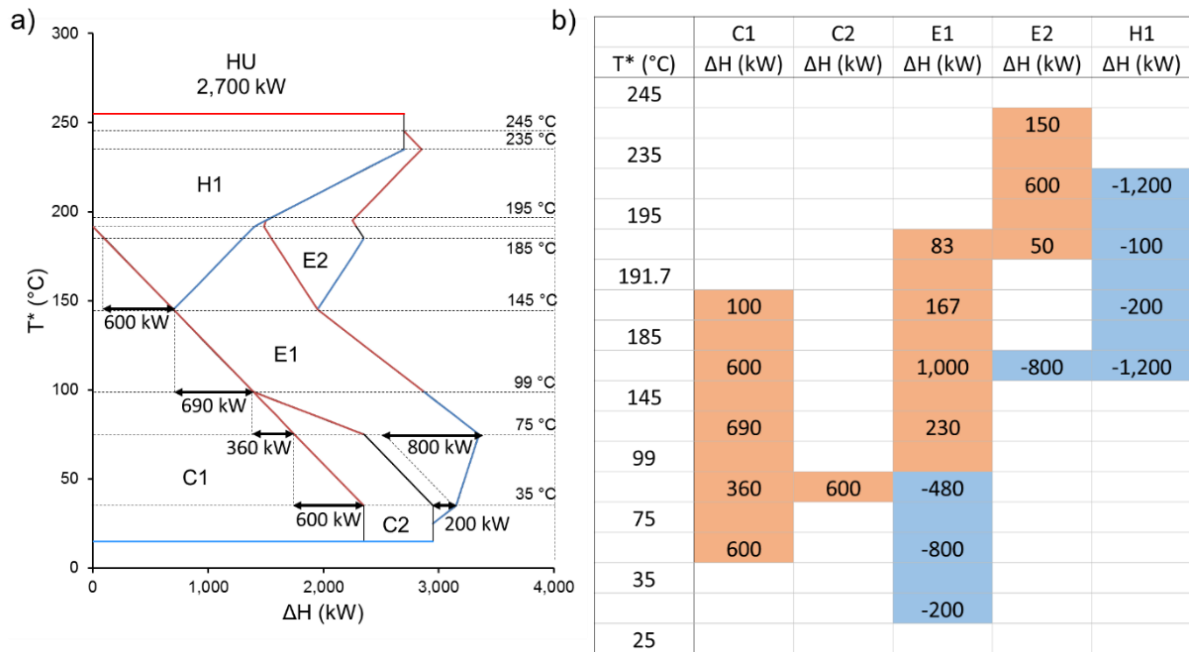 a)
300
250
200
150
100
50
0
T* (°C)
0
1,000
2,000
3,000
4,000
ΔH (kW)
HU
2,700 kW
245 °C
235 °C
H1
195 °C
185 °C
E2
145 °C
600 kW
E1
99 °C
690 kW
75 °C
360 kW
800 kW
C1
35 °C
600 kW
C2
200 kW
b)
C1 C2 E1 E2 H1
T* (°C) ΔH (kW) ΔH (kW) ΔH (kW) ΔH (kW) ΔH (kW)
245
150
235
600 -1,200
195
83 50 -100
191.7
100 167 -200
185
600 1,000 -800 -1,200
145
690 230
99
360 600 -480
75
600 -800
35
-200
25